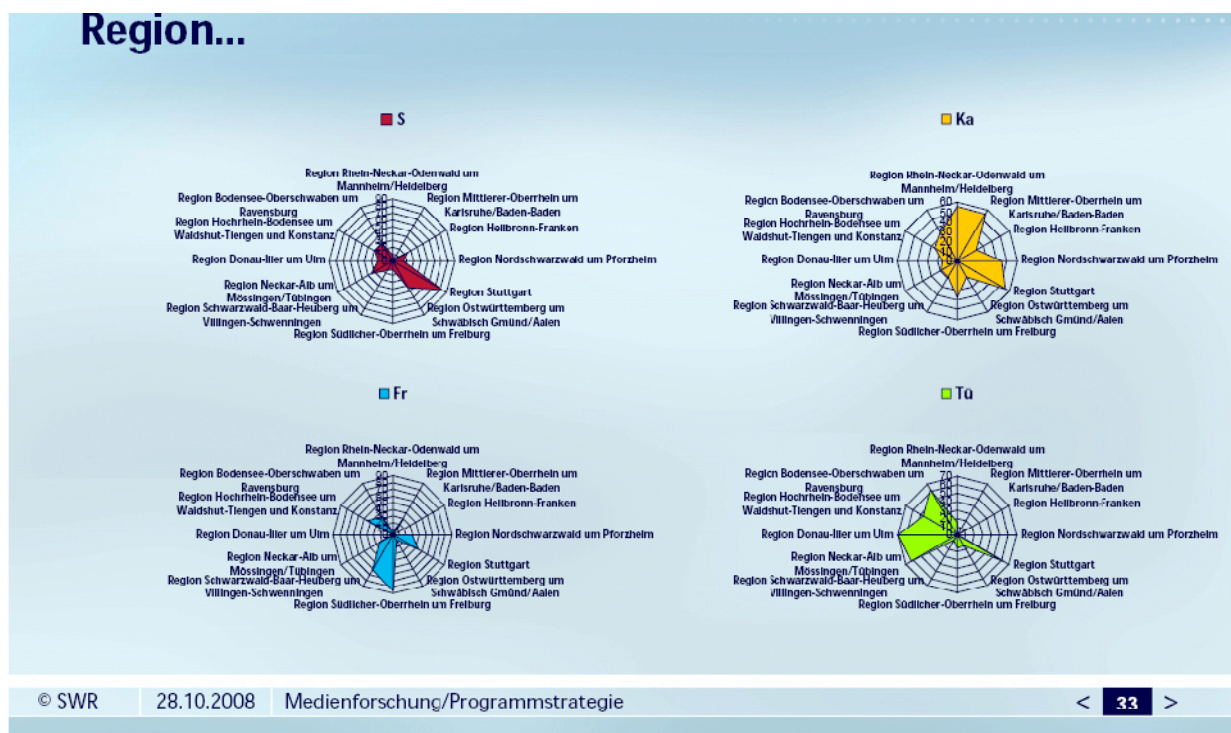 Region...
S
Region Rhein-Neckar-Odenwald um
Mannheim/Heidelberg
Region Bodensee-Oberschwaben um
Ravensburg
Region Mittlerer-Oberrhein um
Karlsruhe/Baden-Baden
Region Hochrhein-Bodensee um
Waldshut-Tiengen und Konstanz
Region Heilbronn-Franken
Region Donau-Iller um Ulm
Region Nordschwarzwald um Pforzheim
Region Neckar-Alb um
Mössingen/Tübingen
Region Stuttgart
Region Schwarzwald-Baar-Heuberg um
Villingen-Schwenningen
Region Ostwürttemberg um
Schwäbisch Gmünd/Aalen
Region Südlicher-Oberrhein um Freiburg
90
Ka
Region Rhein-Neckar-Odenwald um
Mannheim/Heidelberg
Region Bodensee-Oberschwaben um
Ravensburg
Region Mittlerer-Oberrhein um
Karlsruhe/Baden-Baden
Region Hochrhein-Bodensee um
Waldshut-Tiengen und Konstanz
Region Heilbronn-Franken
Region Donau-Iller um Ulm
Region Nordschwarzwald um Pforzheim
Region Neckar-Alb um
Mössingen/Tübingen
Region Stuttgart
Region Schwarzwald-Baar-Heuberg um
Villingen-Schwenningen
Region Ostwürttemberg um
Schwäbisch Gmünd/Aalen
Region Südlicher-Oberrhein um Freiburg
60
50
40
30
20
10
0
Fr
Region Rhein-Neckar-Odenwald um
Mannheim/Heidelberg
Region Bodensee-Oberschwaben um
Ravensburg
Region Mittlerer-Oberrhein um
Karlsruhe/Baden-Baden
Region Hochrhein-Bodensee um
Waldshut-Tiengen und Konstanz
Region Heilbronn-Franken
Region Donau-Iller um Ulm
Region Nordschwarzwald um Pforzheim
Region Neckar-Alb um
Mössingen/Tübingen
Region Stuttgart
Region Schwarzwald-Baar-Heuberg um
Villingen-Schwenningen
Region Ostwürttemberg um
Schwäbisch Gmünd/Aalen
Region Südlicher-Oberrhein um Freiburg
90
Tü
Region Rhein-Neckar-Odenwald um
Mannheim/Heidelberg
Region Bodensee-Oberschwaben um
Ravensburg
Region Mittlerer-Oberrhein um
Karlsruhe/Baden-Baden
Region Hochrhein-Bodensee um
Waldshut-Tiengen und Konstanz
Region Heilbronn-Franken
Region Donau-Iller um Ulm
Region Nordschwarzwald um Pforzheim
Region Neckar-Alb um
Mössingen/Tübingen
Region Stuttgart
Region Schwarzwald-Baar-Heuberg um
Villingen-Schwenningen
Region Ostwürttemberg um
Schwäbisch Gmünd/Aalen
Region Südlicher-Oberrhein um Freiburg
70
© SWR 28.10.2008 Medienforschung/Programmstrategie < 33 >